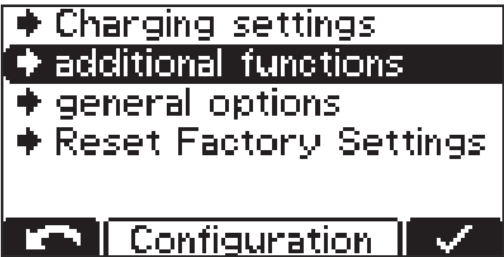 Charging settings
additional functions
general options
Reset Factory Settings
Configuration